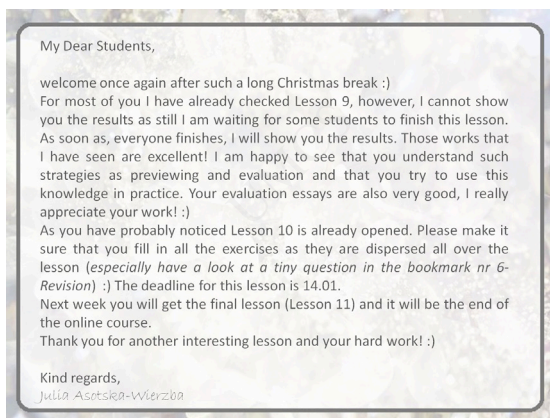 My Dear Students,
welcome once again after such a long Christmas break :)
For most of you I have already checked Lesson 9, however, I cannot show
you the results as still I am waiting for some students to finish this lesson.
As soon as, everyone finishes, I will show you the results. Those works that
I have seen are excellent! I am happy to see that you understand such
strategies as previewing and evaluation and that you try to use this
knowledge in practice. Your evaluation essays are also very good, I really
appreciate your work! :)
As you have probably noticed Lesson 10 is already opened. Please make it
sure that you fill in all the exercises as they are dispersed all over the
lesson (especially have a look at a tiny question in the bookmark nr 6-
Revision) :) The deadline for this lesson is 14.01.
Next week you will get the final lesson (Lesson 11) and it will be the end of
the online course.
Thank you for another interesting lesson and your hard work! :)
Kind regards,
Julia Asotska-Wierzba